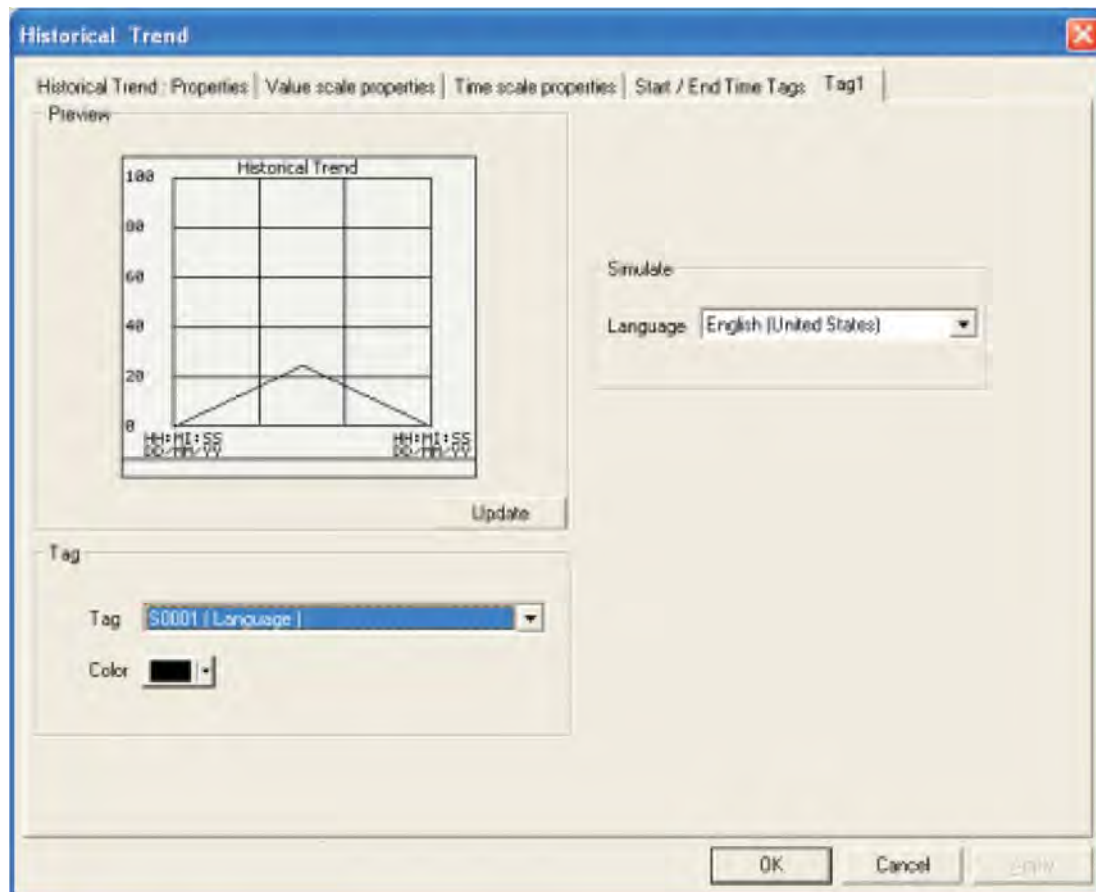 Historical Trend
Historical Trend : Properties
Value scale properties
Time scale properties
Start / End Time Tags
Tag1
Preview
Historical Trend
100
80
60
40
20
0
HH:MI:SS
DD/MM/YY
HH:MI:SS
DD/MM/YY
Update
Simulate
Language
English (United States)
Tag
Tag
S0001 ( Language )
Color
OK
Cancel
Apply